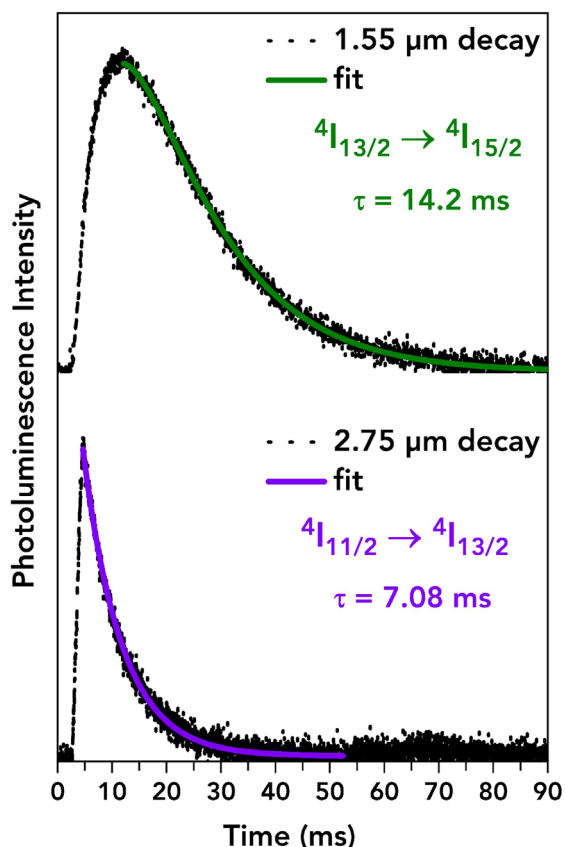 1.55 µm decay
fit
⁴I₁₃/₂ → ⁴I₁₅/₂
τ = 14.2 ms
2.75 µm decay
fit
⁴I₁₁/₂ → ⁴I₁₃/₂
τ = 7.08 ms
Photoluminescence Intensity
0 10 20 30 40 50 60 70 80 90
Time (ms)